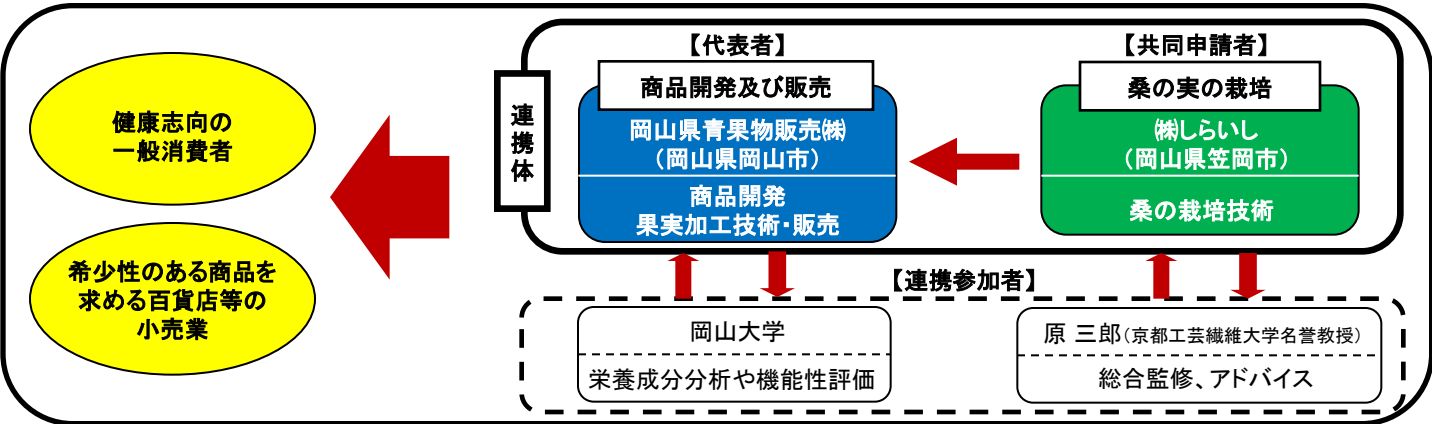 健康志向の
一般消費者
希少性のある商品を
求める百貨店等の
小売業
連携体
【代表者】
商品開発及び販売
岡山県青果物販売㈱
（岡山県岡山市）
商品開発
果実加工技術・販売
【共同申請者】
桑の実の栽培
㈱しらいし
（岡山県笠岡市）
桑の栽培技術
【連携参加者】
岡山大学
栄養成分分析や機能性評価
原 三郎（京都工芸繊維大学名誉教授）
総合監修、アドバイス